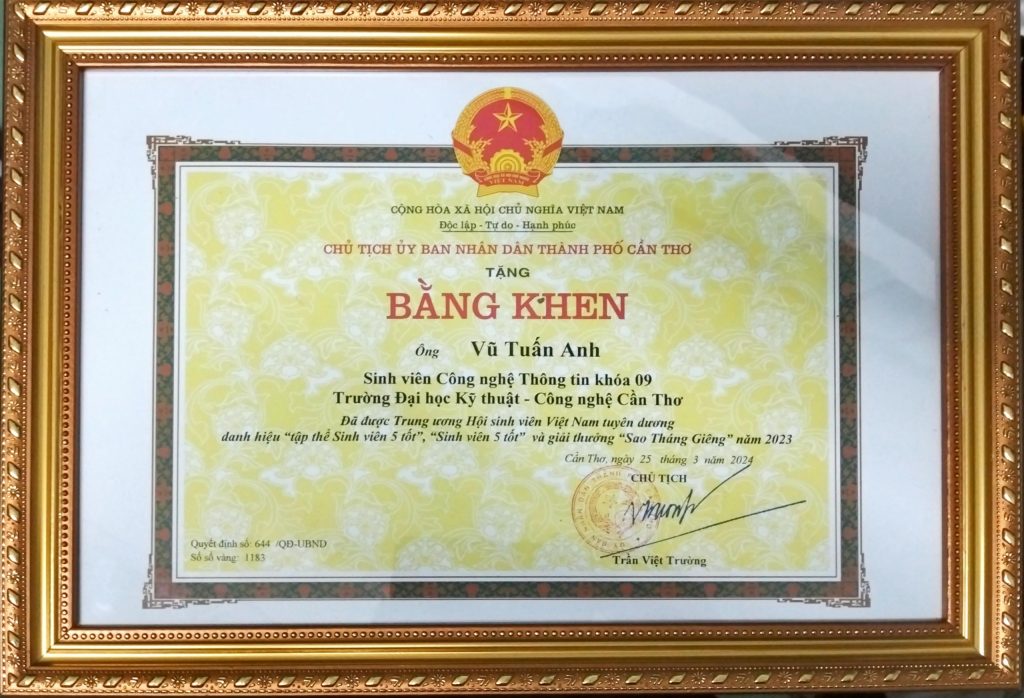 VIỆT NAM
CỘNG HÒA XÃ HỘI CHỦ NGHĨA VIỆT NAM
Độc lập - Tự do - Hạnh phúc
CHỦ TỊCH ỦY BAN NHÂN DÂN THÀNH PHỐ CẦN THƠ
TẶNG
BẰNG KHEN
Ông Vũ Tuấn Anh
Sinh viên Công nghệ Thông tin khóa 09
Trường Đại học Kỹ thuật - Công nghệ Cần Thơ
Đã được Trung ương Hội sinh viên Việt Nam tuyên dương
danh hiệu “tập thể Sinh viên 5 tốt”, “Sinh viên 5 tốt” và giải thưởng “Sao Tháng Giêng” năm 2023
Cần Thơ, ngày 25 tháng 3 năm 2024
CHỦ TỊCH
Quyết định số: 644 /QĐ-UBND
Số sổ vàng: 1183
Trần Việt Trường